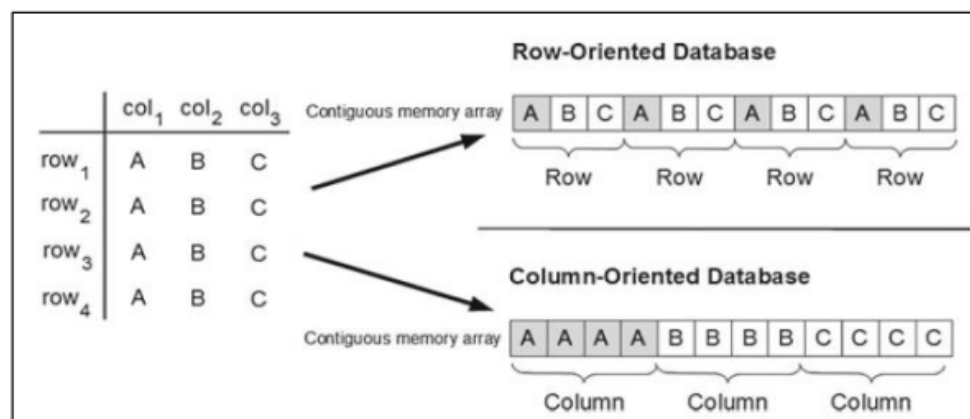 col1 col2 col3
row1 A B C
row2 A B C
row3 A B C
row4 A B C
Row-Oriented Database
Contiguous memory array A B C A B C A B C A B C
Row Row Row Row
Column-Oriented Database
Contiguous memory array A A A A B B B B C C C C
Column Column Column